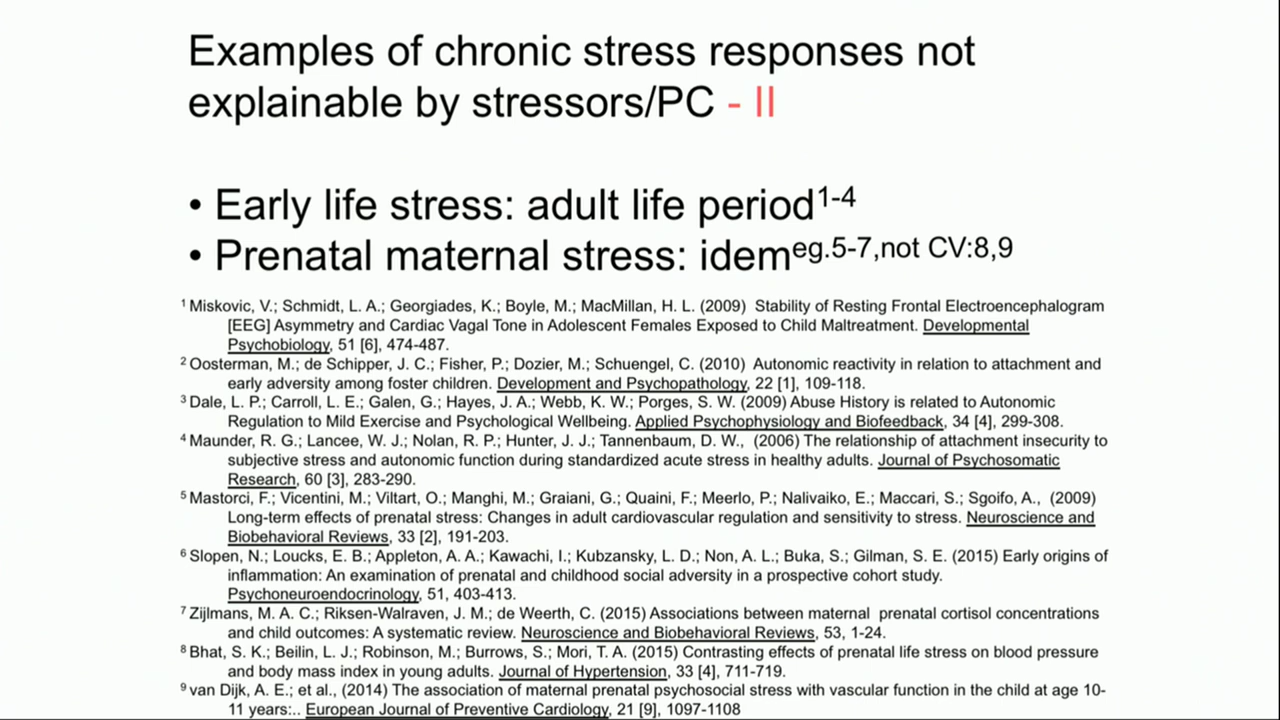 Examples of chronic stress responses not
explainable by stressors/PC - II
• Early life stress: adult life period1-4
• Prenatal maternal stress: idemeg.5-7,not CV:8,9
1 Miskovic, V.; Schmidt, L. A.; Georgiades, K.; Boyle, M.; MacMillan, H. L. (2009) Stability of Resting Frontal Electroencephalogram
[EEG] Asymmetry and Cardiac Vagal Tone in Adolescent Females Exposed to Child Maltreatment. Developmental
Psychobiology, 51 [6], 474-487.
2 Oosterman, M.; de Schipper, J. C.; Fisher, P.; Dozier, M.; Schuengel, C. (2010) Autonomic reactivity in relation to attachment and
early adversity among foster children. Development and Psychopathology, 22 [1], 109-118.
3 Dale, L. P.; Carroll, L. E.; Galen, G.; Hayes, J. A.; Webb, K. W.; Porges, S. W. (2009) Abuse History is related to Autonomic
Regulation to Mild Exercise and Psychological Wellbeing. Applied Psychophysiology and Biofeedback, 34 [4], 299-308.
4 Maunder, R. G.; Lancee, W. J.; Nolan, R. P.; Hunter, J. J.; Tannenbaum, D. W., (2006) The relationship of attachment insecurity to
subjective stress and autonomic function during standardized acute stress in healthy adults. Journal of Psychosomatic
Research, 60 [3], 283-290.
5 Mastorci, F.; Vicentini, M.; Viltart, O.; Manghi, M.; Graiani, G.; Quaini, F.; Meerlo, P.; Nalivaiko, E.; Maccari, S.; Sgoifo, A., (2009)
Long-term effects of prenatal stress: Changes in adult cardiovascular regulation and sensitivity to stress. Neuroscience and
Biobehavioral Reviews, 33 [2], 191-203.
6 Slopen, N.; Loucks, E. B.; Appleton, A. A.; Kawachi, I.; Kubzansky, L. D.; Non, A. L.; Buka, S.; Gilman, S. E. (2015) Early origins of
inflammation: An examination of prenatal and childhood social adversity in a prospective cohort study.
Psychoneuroendocrinology, 51, 403-413.
7 Zijlmans, M. A. C.; Riksen-Walraven, J. M.; de Weerth, C. (2015) Associations between maternal prenatal cortisol concentrations
and child outcomes: A systematic review. Neuroscience and Biobehavioral Reviews, 53, 1-24.
8 Bhat, S. K.; Beilin, L. J.; Robinson, M.; Burrows, S.; Mori, T. A. (2015) Contrasting effects of prenatal life stress on blood pressure
and body mass index in young adults. Journal of Hypertension, 33 [4], 711-719.
9 van Dijk, A. E.; et al., (2014) The association of maternal prenatal psychosocial stress with vascular function in the child at age 10-
11 years:.. European Journal of Preventive Cardiology, 21 [9], 1097-1108